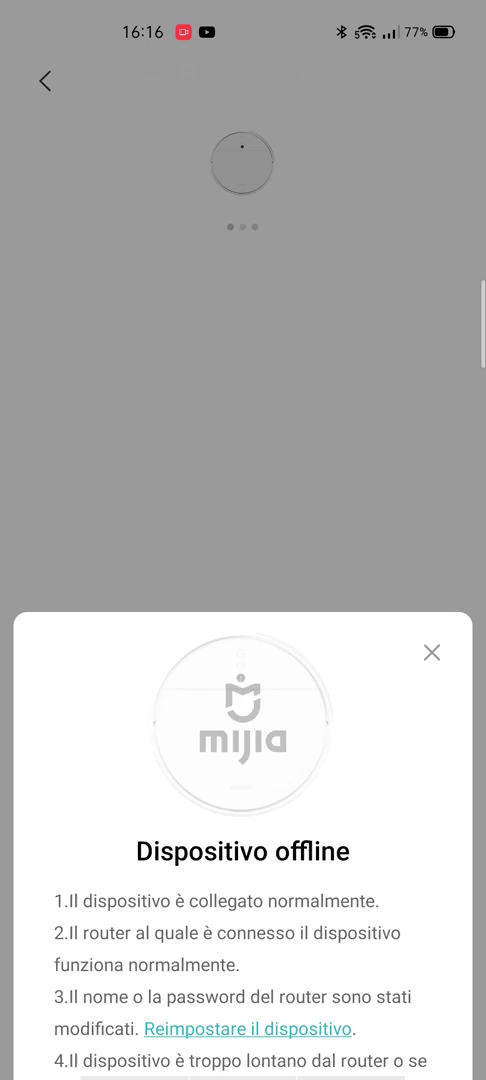 16:16
5
77%
mijia
Dispositivo offline
1.Il dispositivo è collegato normalmente.
2.Il router al quale è connesso il dispositivo
funziona normalmente.
3.Il nome o la password del router sono stati
modificati. Reimpostare il dispositivo.
4.Il dispositivo è troppo lontano dal router o se